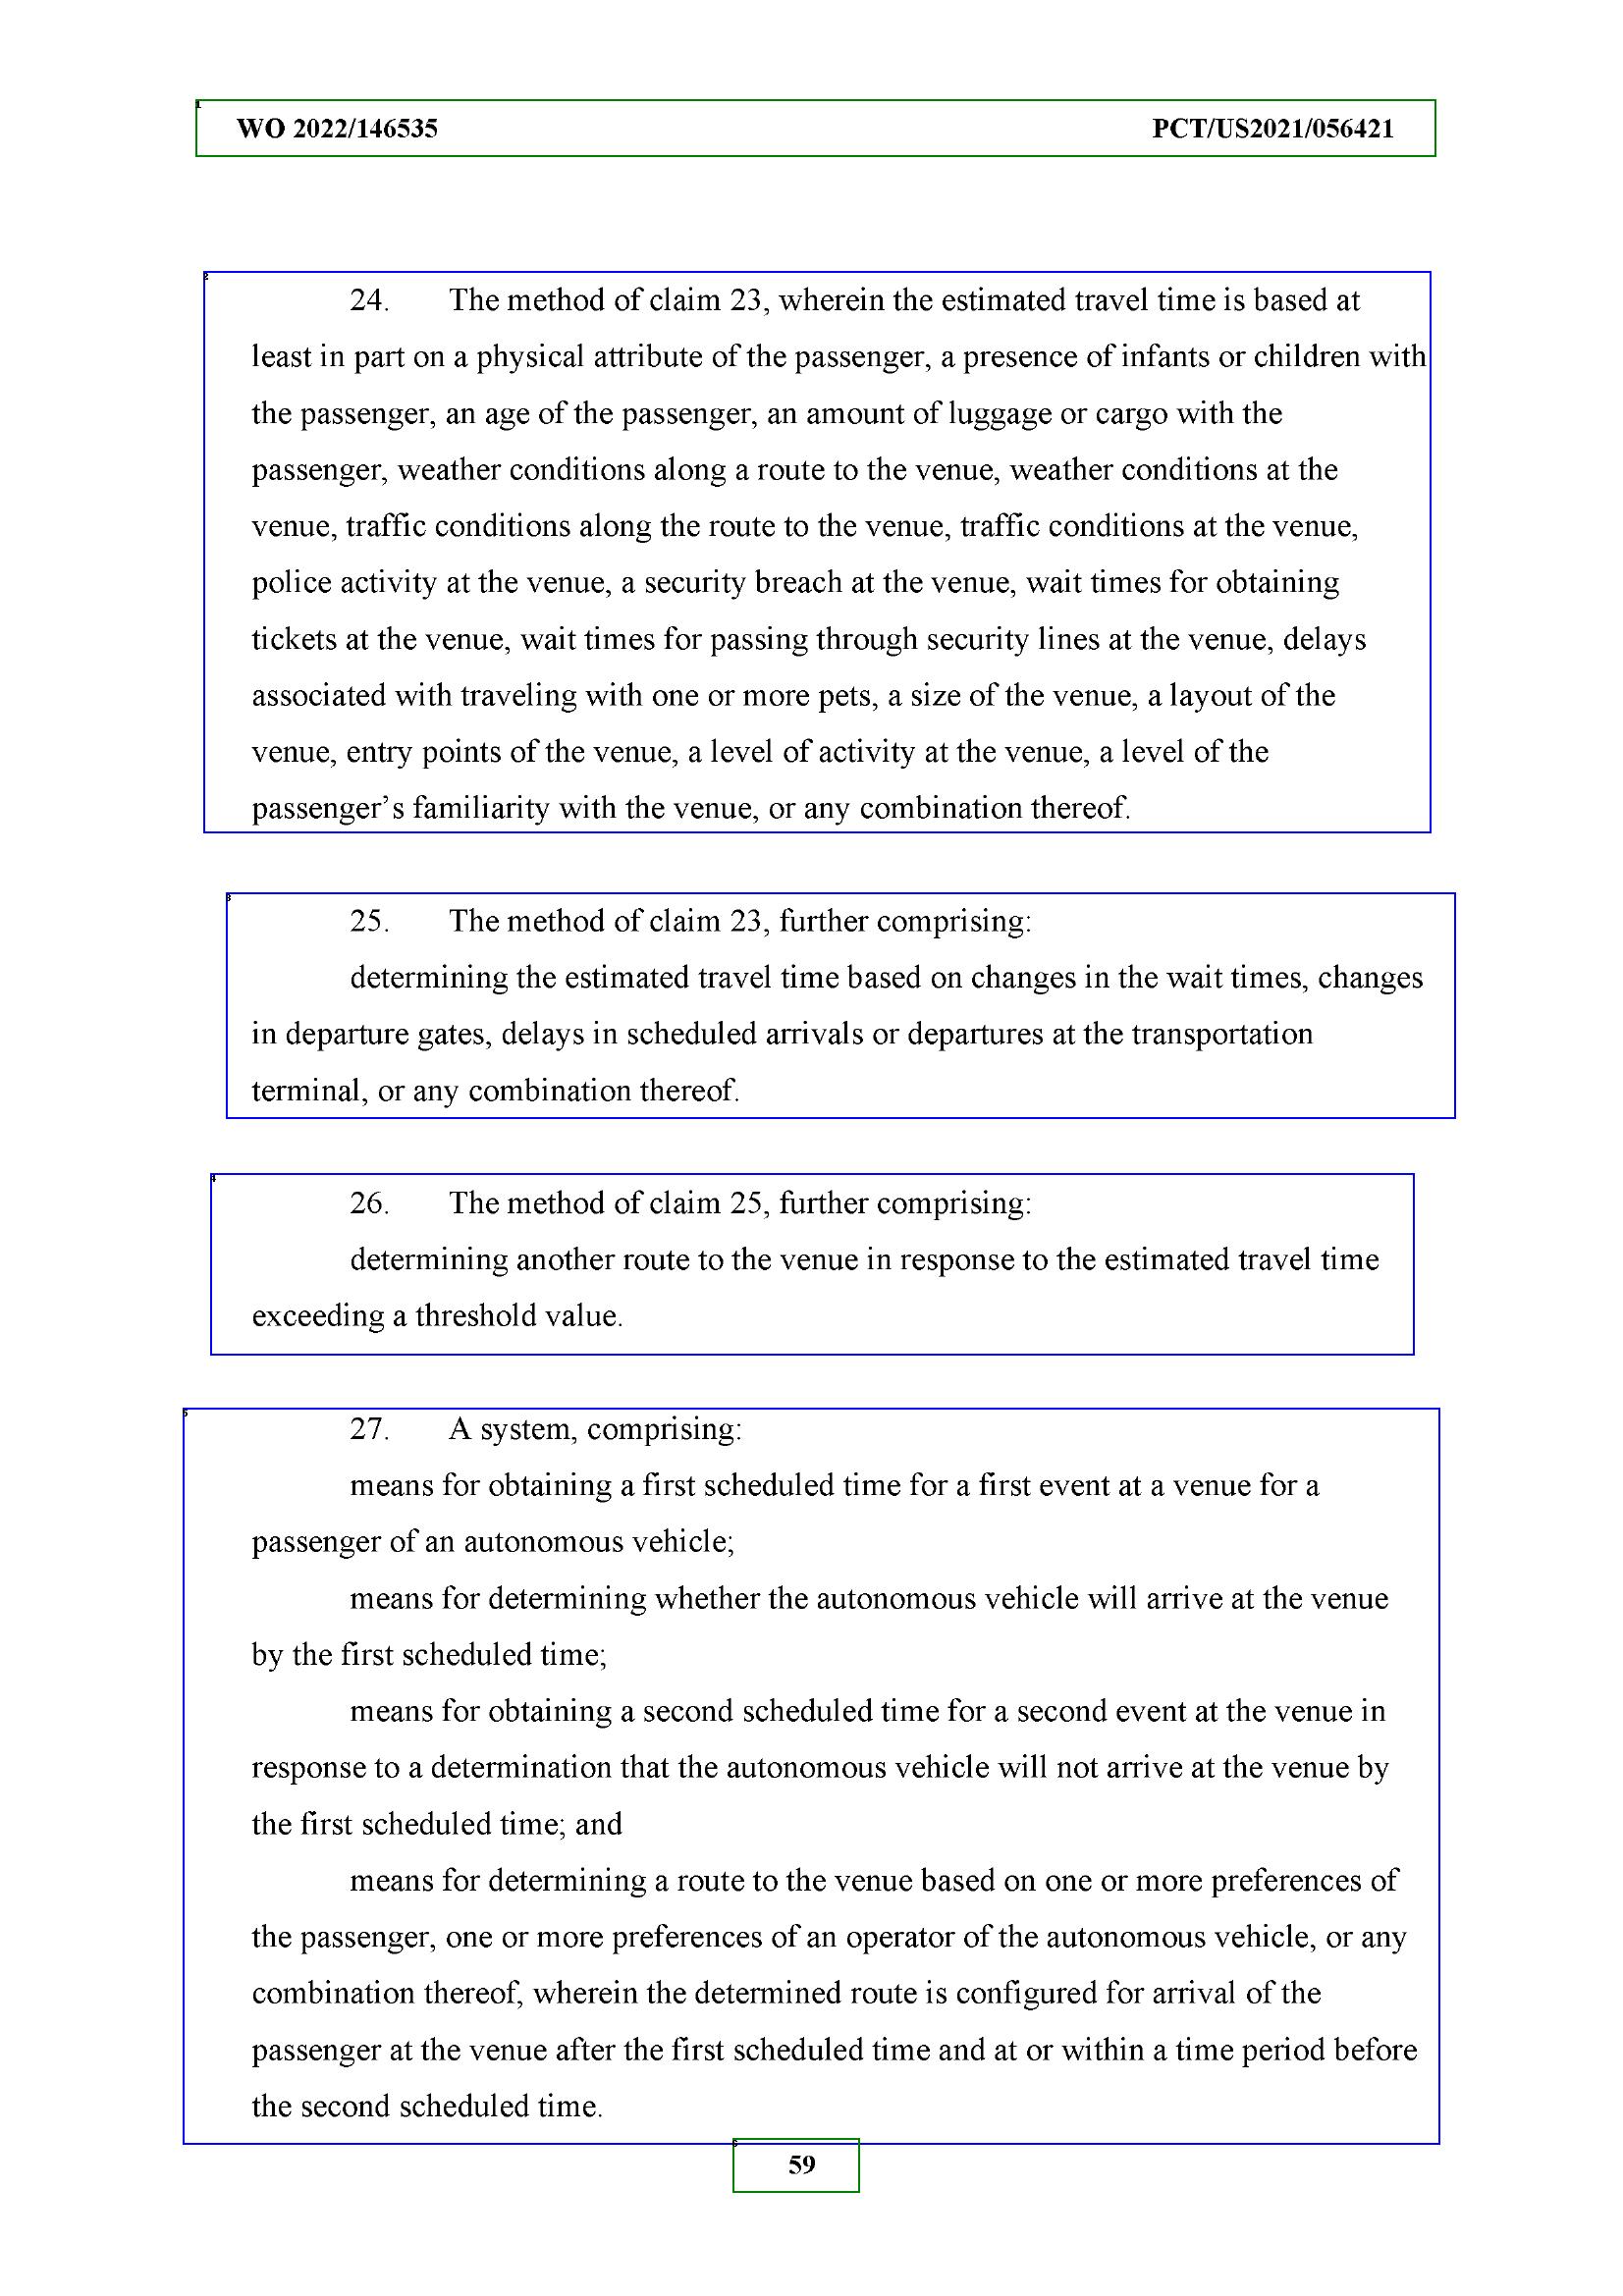 WO 2022/146535 PCT/US2021/056421
24. The method of claim 23, wherein the estimated travel time is based at
least in part on a physical attribute of the passenger, a presence of infants or children with
the passenger, an age of the passenger, an amount of luggage or cargo with the
passenger, weather conditions along a route to the venue, weather conditions at the
venue, traffic conditions along the route to the venue, traffic conditions at the venue,
police activity at the venue, a security breach at the venue, wait times for obtaining
tickets at the venue, wait times for passing through security lines at the venue, delays
associated with traveling with one or more pets, a size of the venue, a layout of the
venue, entry points of the venue, a level of activity at the venue, a level of the
passenger’s familiarity with the venue, or any combination thereof.
25. The method of claim 23, further comprising:
determining the estimated travel time based on changes in the wait times, changes
in departure gates, delays in scheduled arrivals or departures at the transportation
terminal, or any combination thereof.
26. The method of claim 25, further comprising:
determining another route to the venue in response to the estimated travel time
exceeding a threshold value.
27. A system, comprising:
means for obtaining a first scheduled time for a first event at a venue for a
passenger of an autonomous vehicle;
means for determining whether the autonomous vehicle will arrive at the venue
by the first scheduled time;
means for obtaining a second scheduled time for a second event at the venue in
response to a determination that the autonomous vehicle will not arrive at the venue by
the first scheduled time; and
means for determining a route to the venue based on one or more preferences of
the passenger, one or more preferences of an operator of the autonomous vehicle, or any
combination thereof, wherein the determined route is configured for arrival of the
passenger at the venue after the first scheduled time and at or within a time period before
the second scheduled time.
59